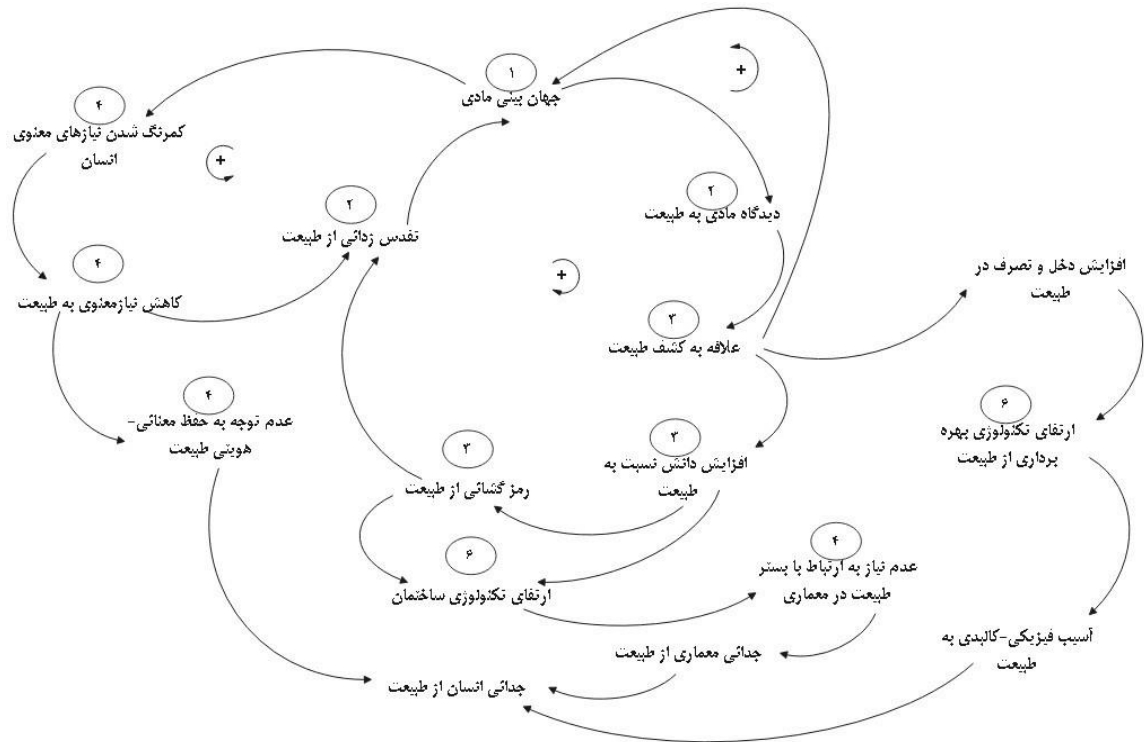 ۱
جهان بینی مادی
+
۴
کمرنگ شدن نیازهای معنوی
انسان
+
۲
دیدگاه مادی به طبیعت
۲
تقدس زدائی از طبیعت
+
۴
کاهش نیازمعنوی به طبیعت
افزایش دخل و تصرف در
طبیعت
۳
علاقه به کشف طبیعت
۴
عدم توجه به حفظ معنائی-
هویتی طبیعت
۶
ارتقای تکنولوژی بهره
برداری از طبیعت
۳
افزایش دانش نسبت به
طبیعت
۳
رمز گشائی از طبیعت
۶
ارتقای تکنولوژی ساختمان
۴
عدم نیاز به ارتباط با بستر
طبیعت در معماری
آسیب فیزیکی-کالبدی به
طبیعت
جدائی معماری از طبیعت
جدائی انسان از طبیعت